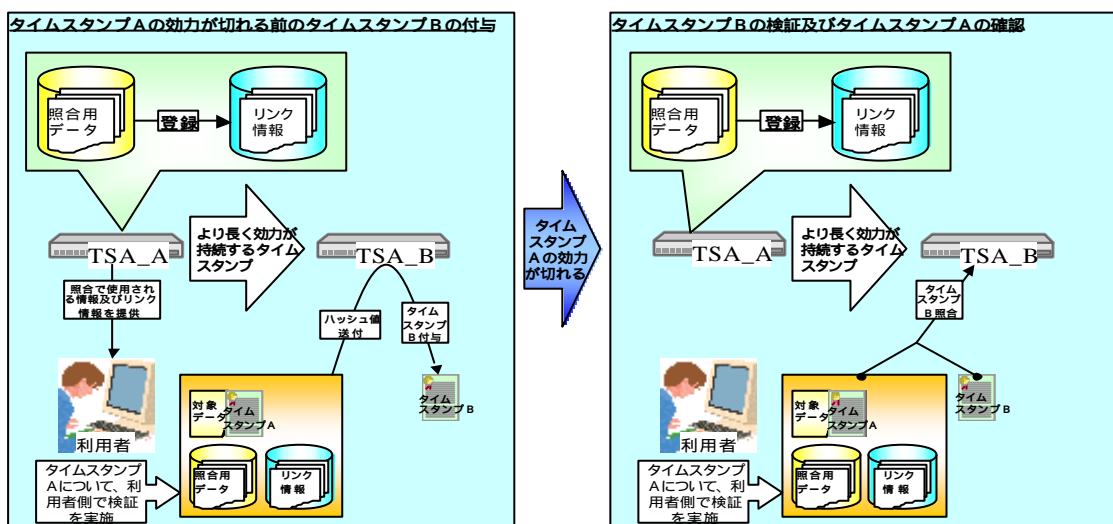 タイムスタンプAの効力が切れる前のタイムスタンプBの付与
照合用
データ
登録
リンク
情報
TSA_A
より長く効力が
持続するタイム
スタンプ
TSA_B
照合で使用され
る情報及びリンク
情報を提供
ハッシュ値
送付
タイム
スタンプ
B付与
利用者
対象
データ
タイム
スタンプA
タイム
スタンプB
照合用
データ
リンク
情報
タイムスタンプ
Aについて、利
用者側で検証
を実施
タイム
スタンプ
Aの効力
が切れる
タイムスタンプBの検証及びタイムスタンプAの確認
照合用
データ
登録
リンク
情報
TSA_A
より長く効力が
持続するタイム
スタンプ
TSA_B
タイム
スタンプ
B照合
利用者
対象
データ
タイム
スタンプA
タイム
スタンプB
照合用
データ
リンク
情報
タイムスタンプ
Aについて、利
用者側で検証
を実施